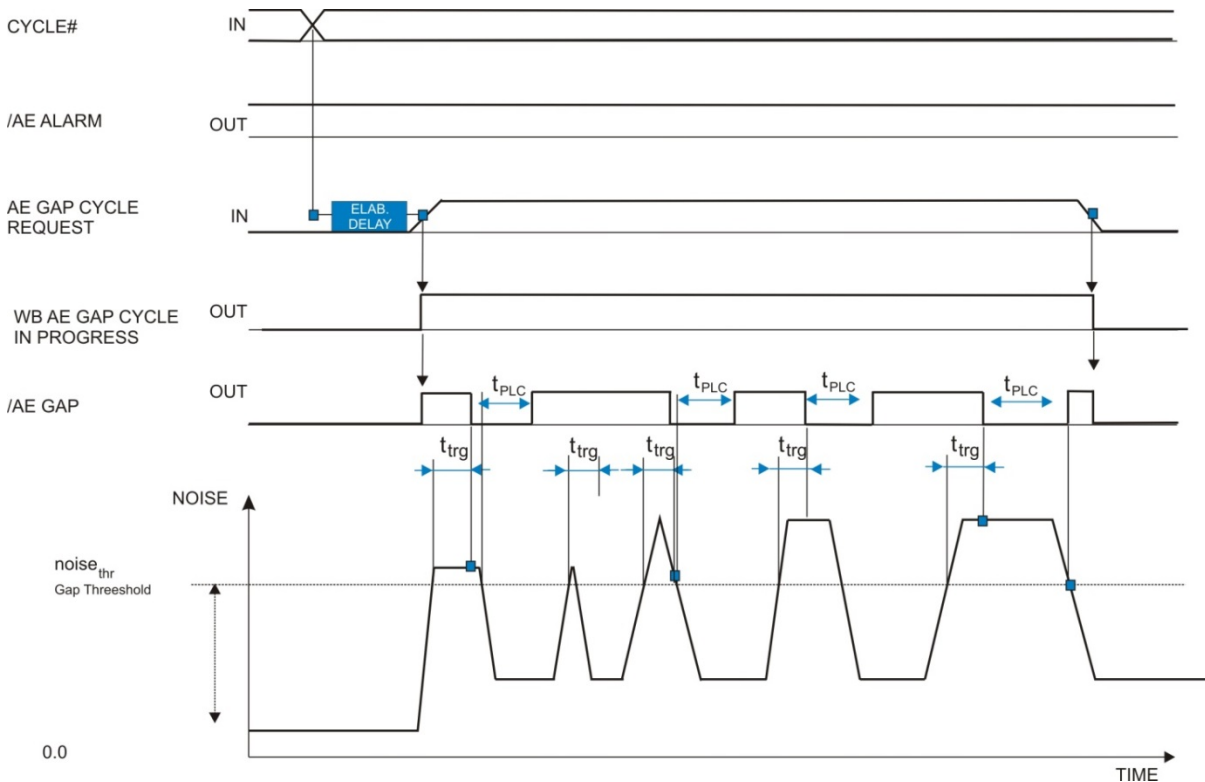 CYCLE# IN
/AE ALARM OUT
AE GAP CYCLE
REQUEST
IN
ELAB.
DELAY
WB AE GAP CYCLE
IN PROGRESS
OUT
/AE GAP OUT
tPLC tPLC tPLC tPLC
ttrg ttrg ttrg ttrg ttrg
NOISE
noisethr
Gap Threeshold
0.0
TIME